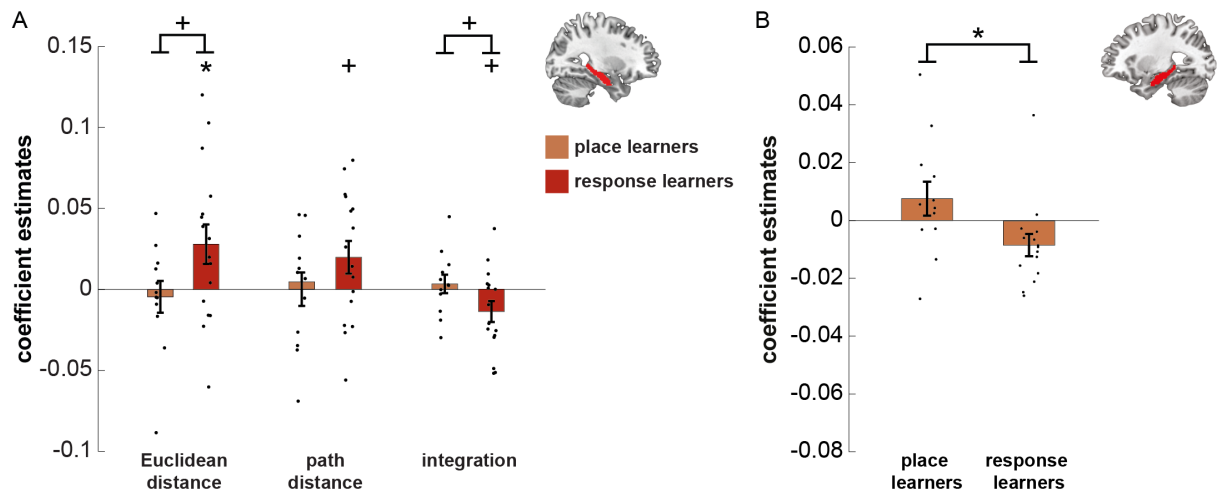 A
coefficient estimates
0.15
0.1
0.05
0
-0.05
-0.1
+
*
+
+
+
Euclidean
distance
path
distance
integration
place learners
response learners
B
coefficient estimates
0.06
0.04
0.02
0
-0.02
-0.04
-0.06
-0.08
*
place
learners
response
learners